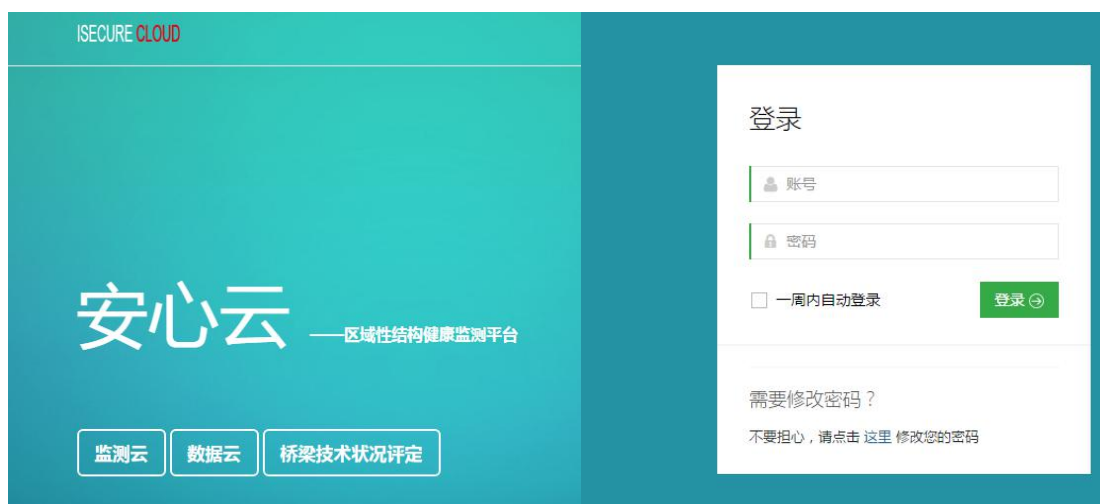 ISECURE CLOUD
安心云 ——区域性结构健康监测平台
监测云 数据云 桥梁技术状况评定
登录
账号
密码
一周内自动登录 登录
需要修改密码?
不要担心,请点击 这里 修改您的密码